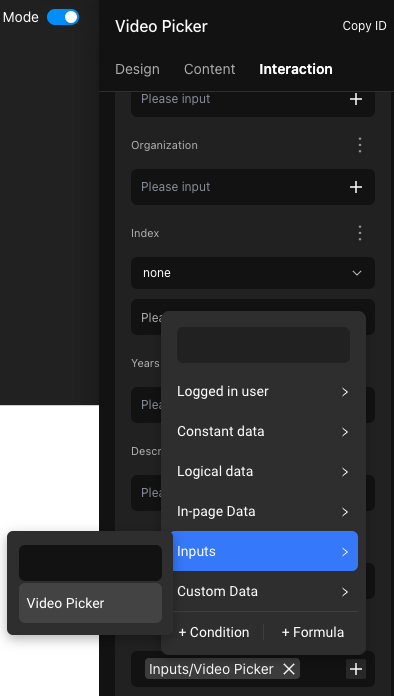 Mode
Video Picker
Copy ID
Design
Content
Interaction
Please input
Organization
Please input
Index
none
Plea
Logged in user
Constant data
Years
Plea
Logical data
Descr
Plea
In-page Data
Inputs
Custom Data
Video Picker
+ Condition
+ Formula
Inputs/Video Picker